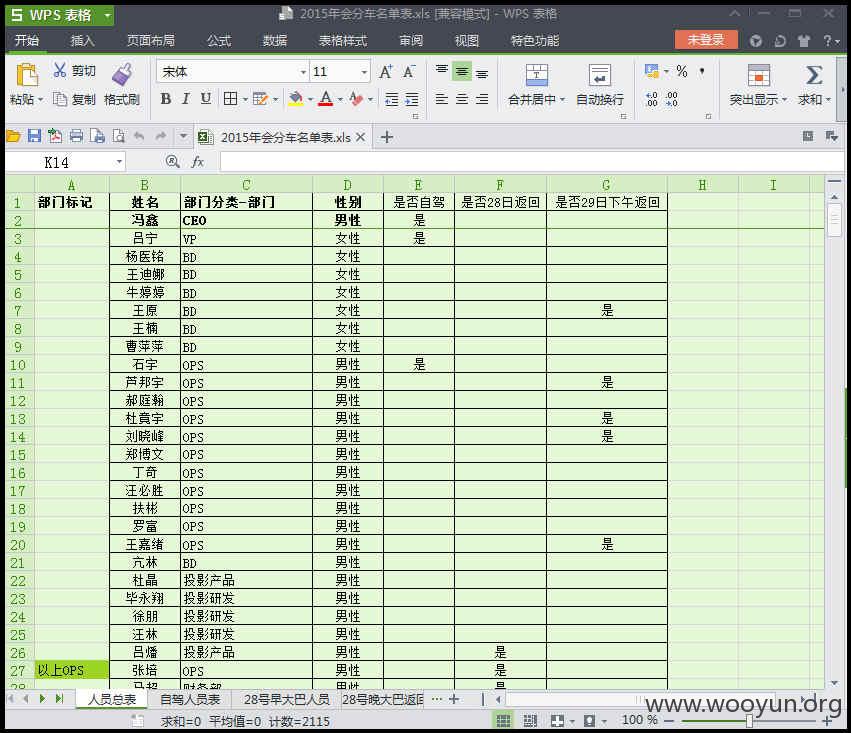 WPS 表格
2015年会分车名单表.xls [兼容模式] - WPS 表格
开始 插入 页面布局 公式 数据 表格样式 审阅 视图 特色功能 未登录
粘贴 剪切 复制 格式刷
宋体 11
B I U
合并居中 自动换行
突出显示 求和
2015年会分车名单表.xls
K14 fx
A B C D E F G H I
1 部门标记 姓名 部门分类-部门 性别 是否自驾 是否28日返回 是否29日下午返回
2 冯鑫 CEO 男性 是
3 吕宁 VP 女性 是
4 杨医铭 BD 女性
5 王迪娜 BD 女性
6 牛婷婷 BD 女性
7 王原 BD 女性 是
8 王楠 BD 女性
9 曹萍萍 BD 女性
10 石宇 OPS 男性 是
11 芦邦宇 OPS 男性 是
12 郝庭瀚 OPS 男性
13 杜竟宇 OPS 男性 是
14 刘晓峰 OPS 男性 是
15 郑博文 OPS 男性
16 丁奇 OPS 男性
17 汪必胜 OPS 男性
18 扶彬 OPS 男性
19 罗富 OPS 男性
20 王嘉绪 OPS 男性 是
21 亢林 BD 男性
22 杜晶 投影产品 男性
23 毕永翔 投影研发 男性
24 徐朋 投影研发 男性
25 汪林 投影研发 男性
26 吕燔 投影产品 男性 是
27 以上OPS 张培 OPS 男性 是
28 马超 财务部 男性 是
人员总表 自驾人员表 28号早大巴人员 28号晚大巴返回 ...
求和=0 平均值=0 计数=2115 100 %
www.wooyun.org